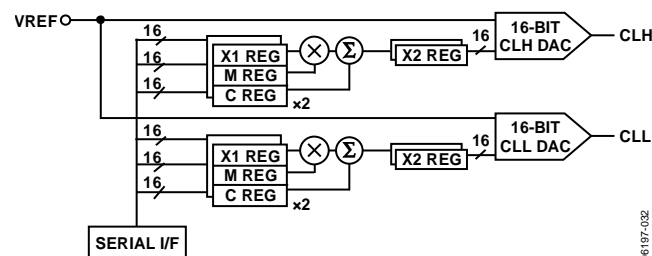 VREF
16
16
16
X1 REG
M REG
C REG
×2
×
Σ
X2 REG
16
16-BIT
CLH DAC
CLH
16
16
16
X1 REG
M REG
C REG
×2
×
Σ
X2 REG
16
16-BIT
CLL DAC
CLL
SERIAL I/F
6197-032